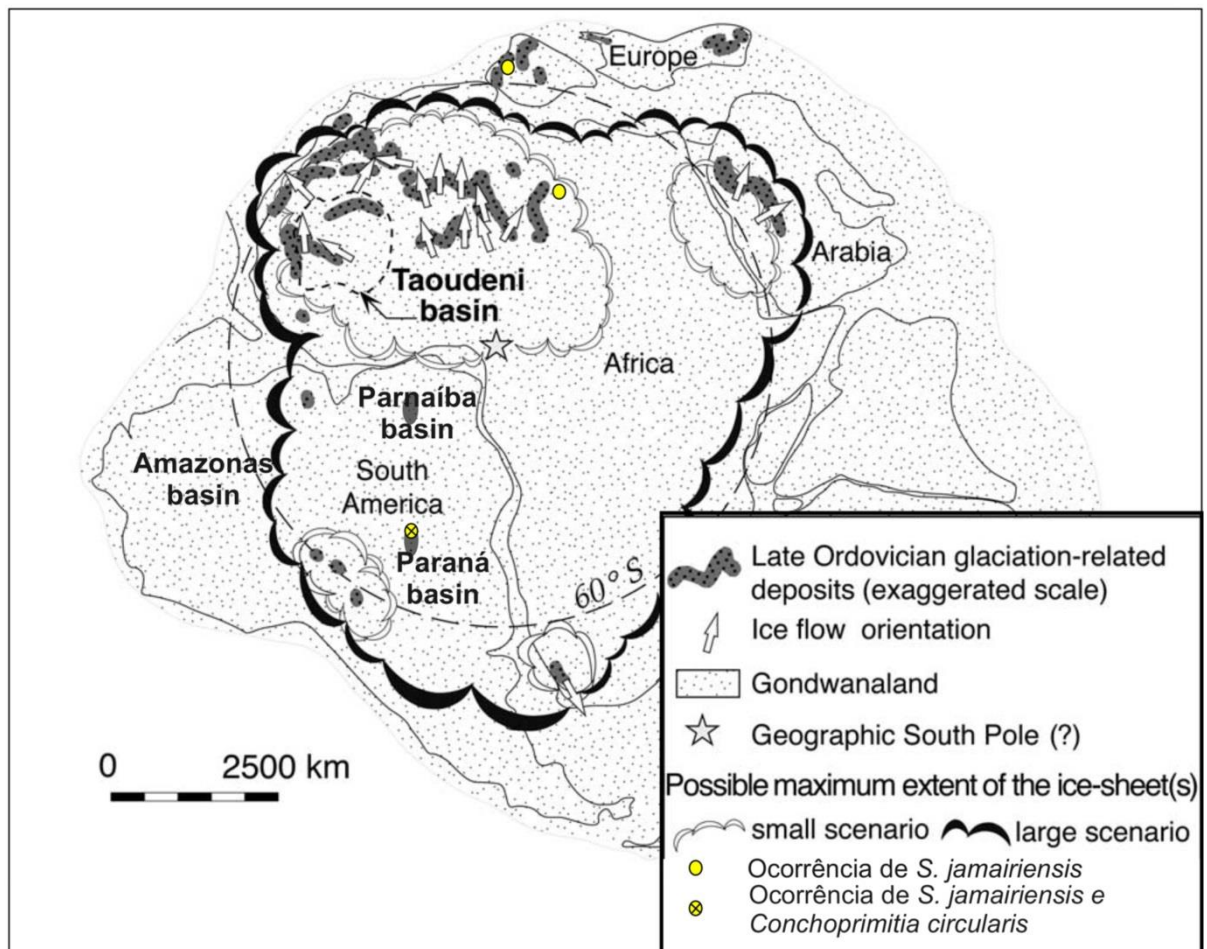 Europe
Arabia
Taoudeni
basin
Africa
Parnaíba
basin
Amazonas
basin
South
America
Paraná
basin
60° S
0 2500 km
Late Ordovician glaciation-related
deposits (exaggerated scale)
Ice flow orientation
Gondwanaland
Geographic South Pole (?)
Possible maximum extent of the ice-sheet(s)
small scenario large scenario
Ocorrência de S. jamairiensis
Ocorrência de S. jamairiensis e
Conchoprimitia circularis